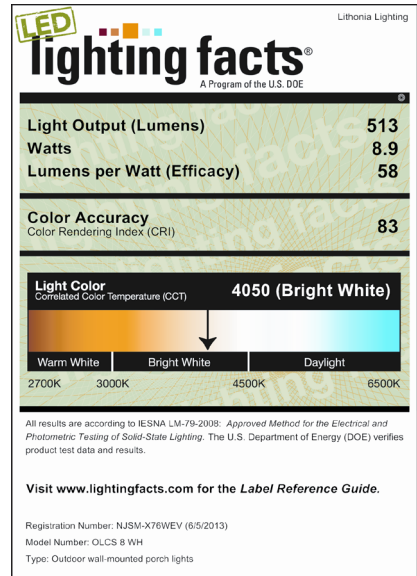 Lithonia Lighting
LED
lighting facts®
A Program of the U.S. DOE
Light Output (Lumens) 513
Watts 8.9
Lumens per Watt (Efficacy) 58
Color Accuracy
Color Rendering Index (CRI) 83
Light Color
Correlated Color Temperature (CCT) 4050 (Bright White)
Warm White Bright White Daylight
2700K 3000K 4500K 6500K
All results are according to IESNA LM-79-2008: Approved Method for the Electrical and
Photometric Testing of Solid-State Lighting. The U.S. Department of Energy (DOE) verifies
product test data and results.
Visit www.lightingfacts.com for the Label Reference Guide.
Registration Number: NJSM-X76WEV (6/5/2013)
Model Number: OLCS 8 WH
Type: Outdoor wall-mounted porch lights